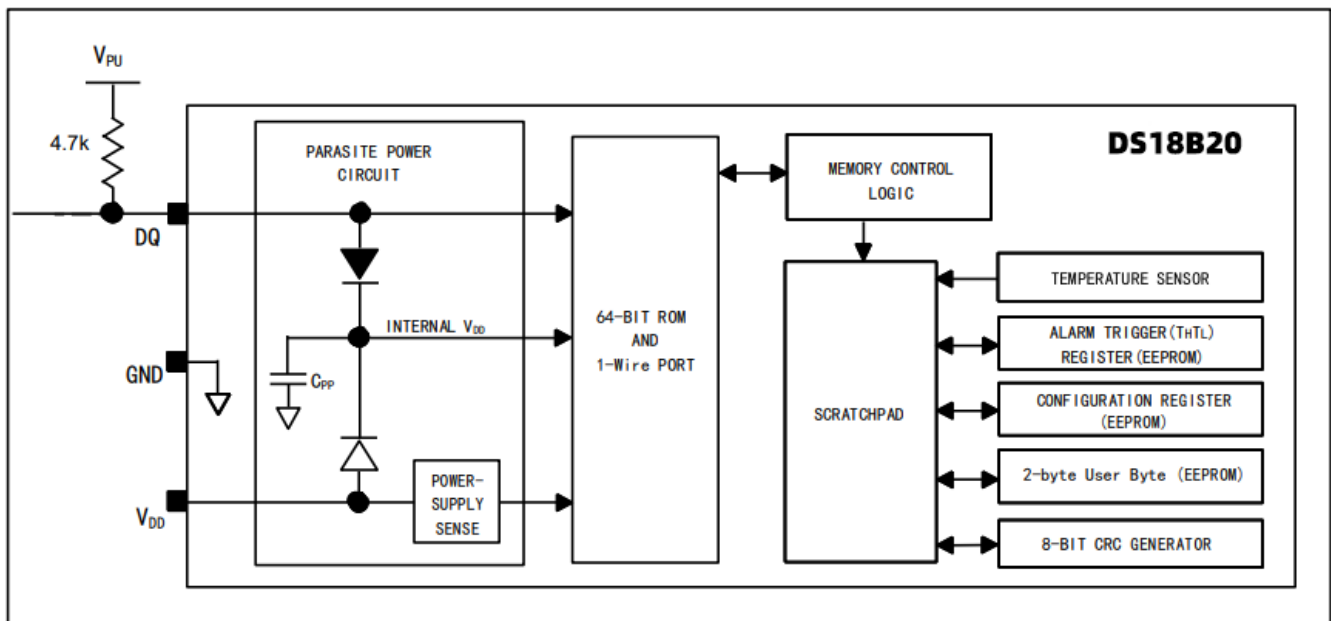 VPU
4.7k
DQ
GND
VDD
PARASITE POWER
CIRCUIT
INTERNAL VDD
CPP
POWER-
SUPPLY
SENSE
64-BIT ROM
AND
1-Wire PORT
MEMORY CONTROL
LOGIC
SCRATCHPAD
DS18B20
TEMPERATURE SENSOR
ALARM TRIGGER(THTL)
REGISTER(EEPROM)
CONFIGURATION REGISTER
(EEPROM)
2-byte User Byte (EEPROM)
8-BIT CRC GENERATOR